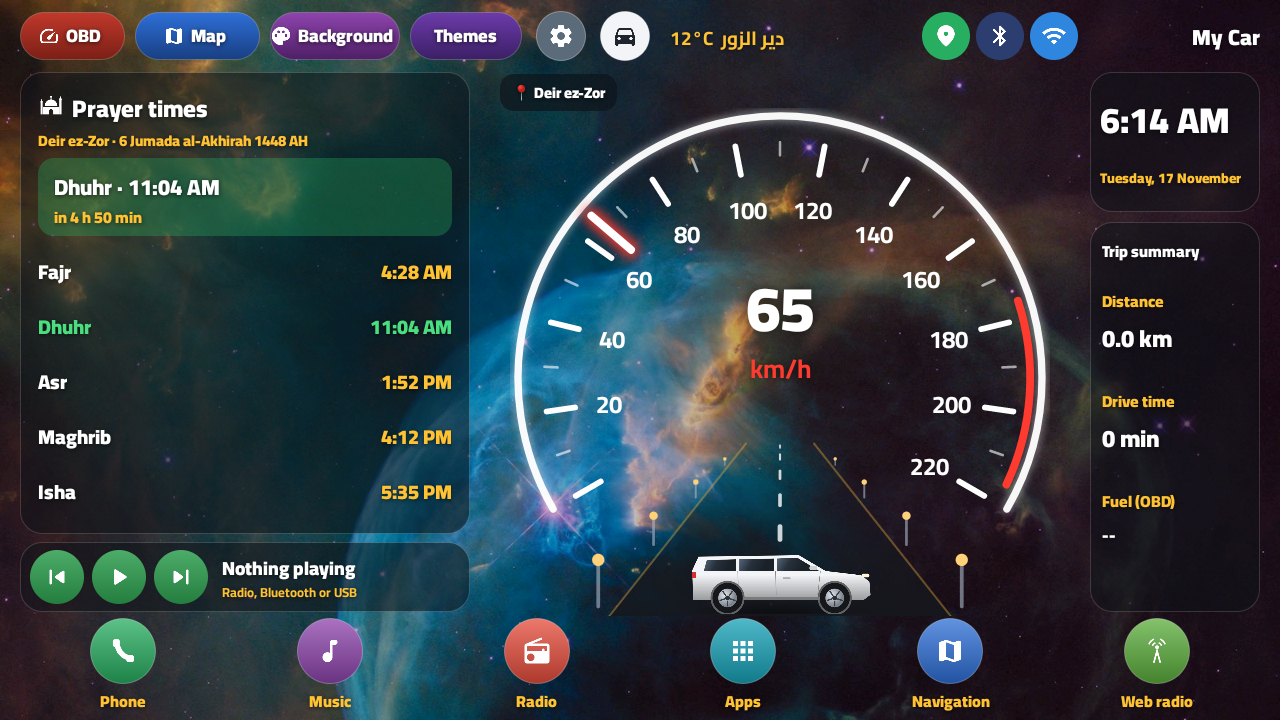 OBD
Map
Background
Themes
12°C دير الزور
My Car
Prayer times
Deir ez-Zor · 6 Jumada al-Akhirah 1448 AH
Dhuhr · 11:04 AM
in 4 h 50 min
Fajr 4:28 AM
Dhuhr 11:04 AM
Asr 1:52 PM
Maghrib 4:12 PM
Isha 5:35 PM
Nothing playing
Radio, Bluetooth or USB
📍 Deir ez-Zor
20
40
60
80
100
120
140
160
180
200
220
65
km/h
6:14 AM
Tuesday, 17 November
Trip summary
Distance
0.0 km
Drive time
0 min
Fuel (OBD)
--
Phone
Music
Radio
Apps
Navigation
Web radio